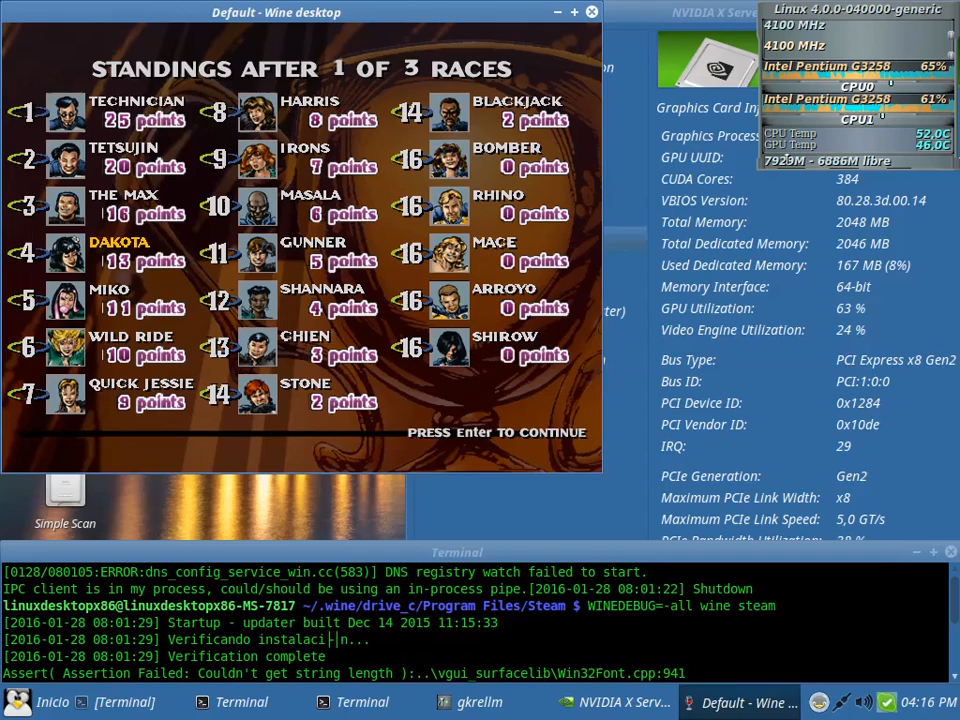 Default - Wine desktop
STANDINGS AFTER 1 OF 3 RACES
1 TECHNICIAN
25 points
2 TETSUJIN
20 points
3 THE MAX
16 points
4 DAKOTA
13 points
5 MIKO
11 points
6 WILD RIDE
10 points
7 QUICK JESSIE
9 points
8 HARRIS
8 points
9 IRONS
7 points
10 MASALA
6 points
11 GUNNER
5 points
12 SHANNARA
4 points
13 CHIEN
3 points
14 STONE
2 points
14 BLACKJACK
2 points
16 BOMBER
0 points
16 RHINO
0 points
16 MACE
0 points
16 ARROYO
0 points
16 SHIROW
0 points
PRESS Enter TO CONTINUE
NVIDIA X Se
on
ter)
Graphics Card In
Graphics Proces
GPU UUID:
CUDA Cores: 384
VBIOS Version: 80.28.3d.00.14
Total Memory: 2048 MB
Total Dedicated Memory: 2046 MB
Used Dedicated Memory: 167 MB (8%)
Memory Interface: 64-bit
GPU Utilization: 63 %
Video Engine Utilization: 24 %
Bus Type: PCI Express x8 Gen2
Bus ID: PCI:1:0:0
PCI Device ID: 0x1284
PCI Vendor ID: 0x10de
IRQ: 29
PCIe Generation: Gen2
Maximum PCIe Link Width: x8
Maximum PCIe Link Speed: 5,0 GT/s
Linux 4.0.0-040000-generic
4100 MHz
4100 MHz
Intel Pentium G3258 65%
CPU0
Intel Pentium G3258 61%
CPU1
CPU Temp 52.0C
GPU Temp 46.0C
7929M - 6886M libre
Simple Scan
Terminal
[0128/080105:ERROR:dns_config_service_win.cc(583)] DNS registry watch failed to start.
IPC client is in my process, could/should be using an in-process pipe.[2016-01-28 08:01:22] Shutdown
linuxdesktopx86@linuxdesktopx86-MS-7817 ~/.wine/drive_c/Program Files/Steam $ WINEDEBUG=-all wine steam
[2016-01-28 08:01:29] Startup - updater built Dec 14 2015 11:15:33
[2016-01-28 08:01:29] Verificando instalaci├│n...
[2016-01-28 08:01:29] Verification complete
Assert( Assertion Failed: Couldn't get string length ):..\vgui_surfacelib\Win32Font.cpp:941
Inicio [Terminal] Terminal Terminal gkrellm NVIDIA X Serv... Default - Wine ... 04:16 PM